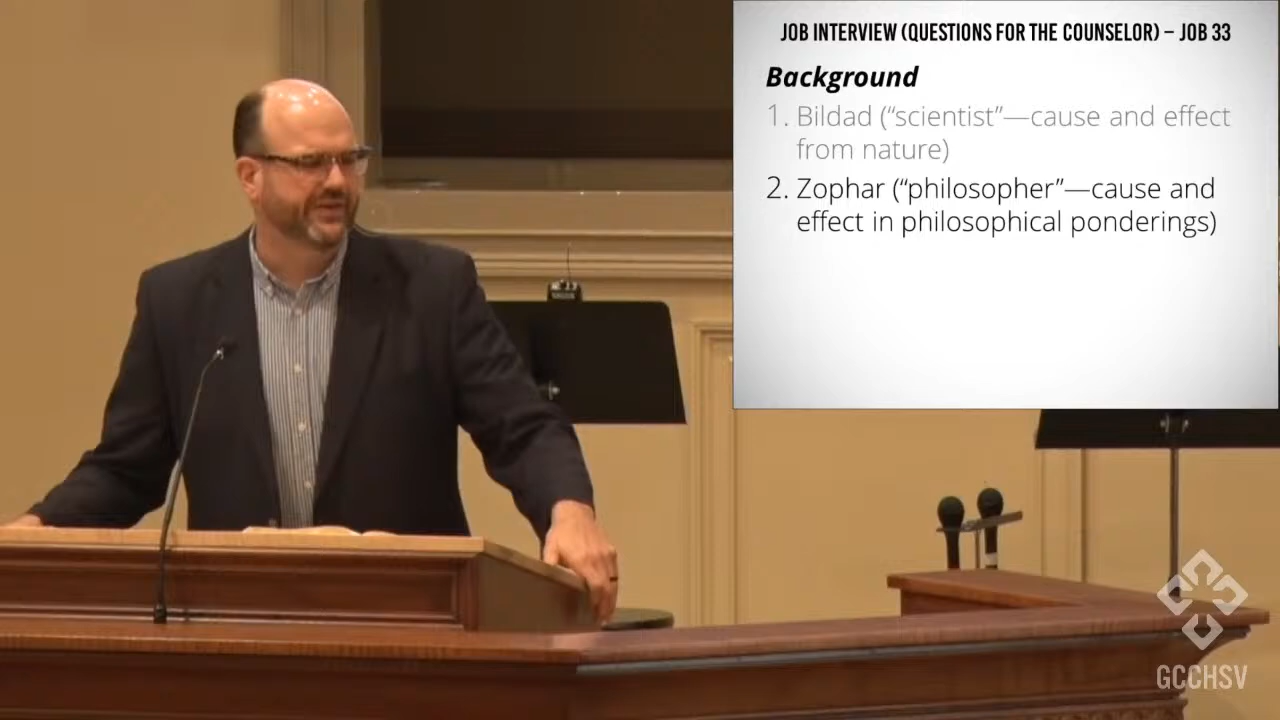 JOB INTERVIEW (QUESTIONS FOR THE COUNSELOR) – JOB 33
Background
1. Bildad (“scientist”—cause and effect
from nature)
2. Zophar (“philosopher”—cause and
effect in philosophical ponderings)
GCCHSV